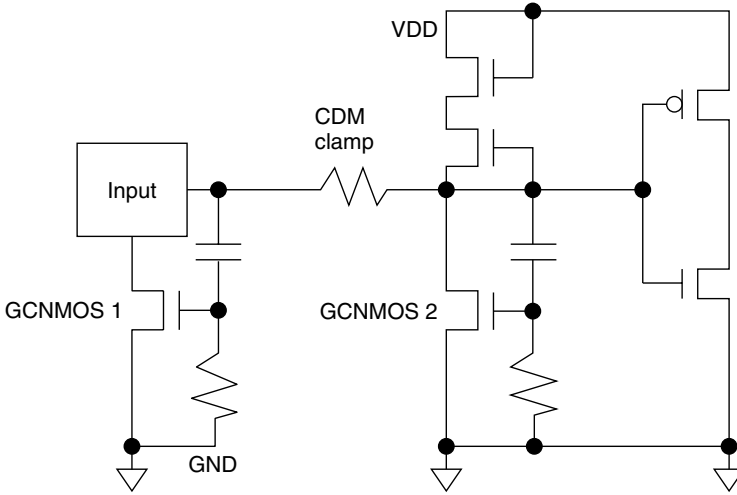 VDD
CDM
clamp
Input
GCNMOS 1
GCNMOS 2
GND